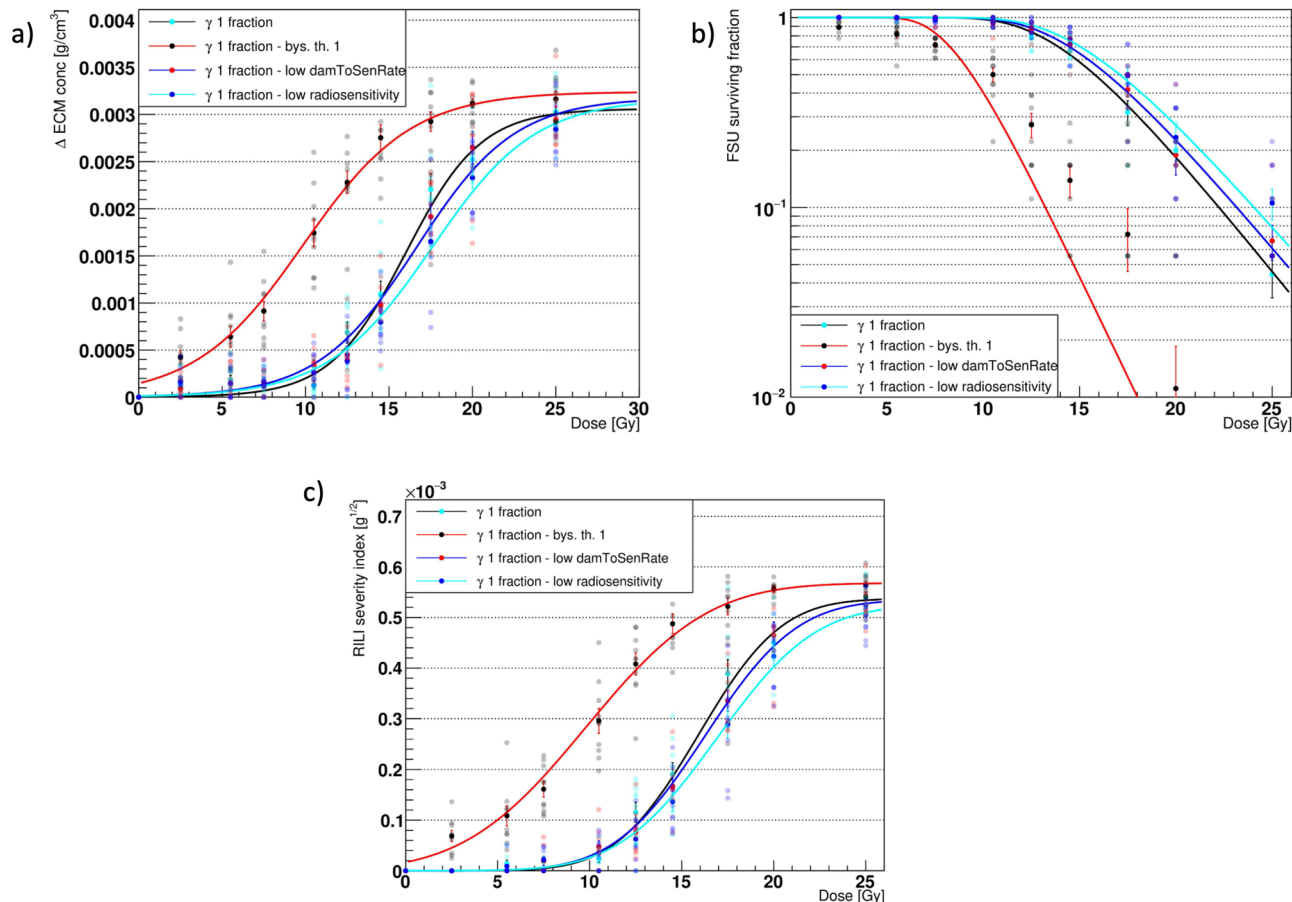 a)
Δ ECM conc [g/cm³]
0.004
0.0035
0.003
0.0025
0.002
0.0015
0.001
0.0005
0
γ 1 fraction
γ 1 fraction - bys. th. 1
γ 1 fraction - low damToSenRate
γ 1 fraction - low radiosensitivity
0 5 10 15 20 25 30
Dose [Gy]
b)
FSU surviving fraction
1
10⁻¹
10⁻²
γ 1 fraction
γ 1 fraction - bys. th. 1
γ 1 fraction - low damToSenRate
γ 1 fraction - low radiosensitivity
0 5 10 15 20 25
Dose [Gy]
c)
×10⁻³
RILI severity index [g^1/2]
0.7
0.6
0.5
0.4
0.3
0.2
0.1
0
γ 1 fraction
γ 1 fraction - bys. th. 1
γ 1 fraction - low damToSenRate
γ 1 fraction - low radiosensitivity
0 5 10 15 20 25
Dose [Gy]